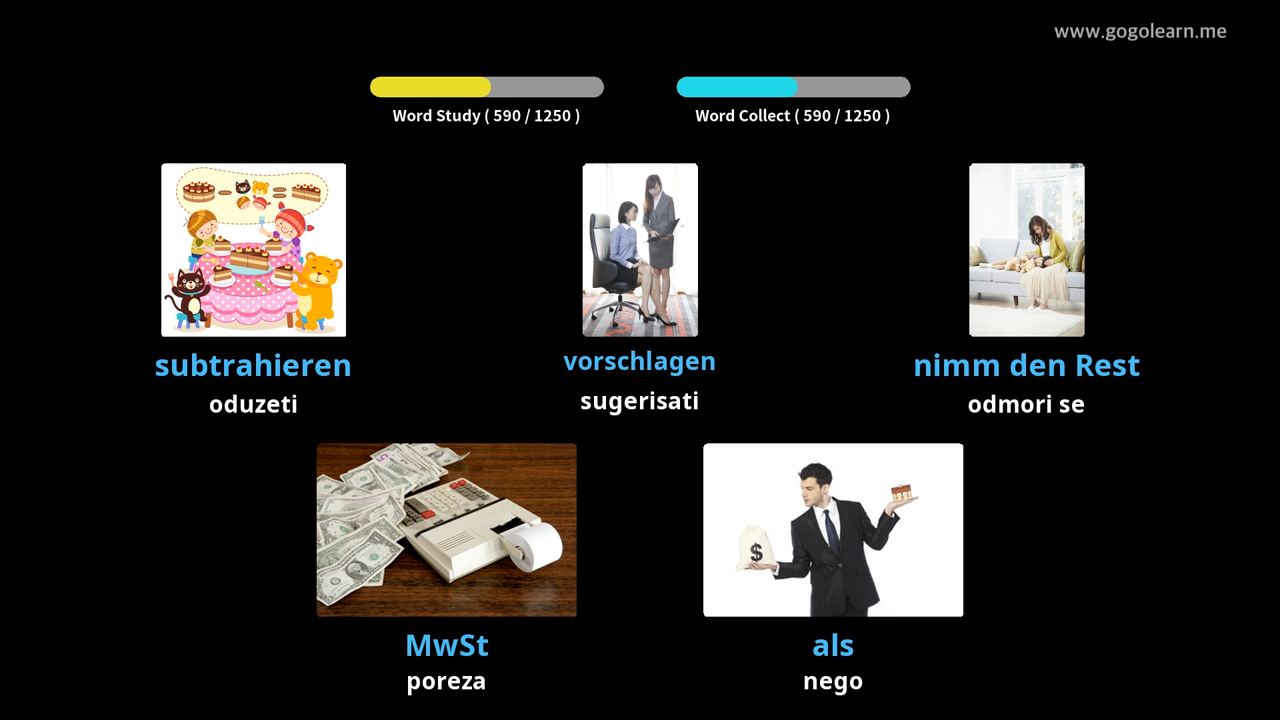 www.gogolearn.me
Word Study ( 590 / 1250 )
Word Collect ( 590 / 1250 )
subtrahieren
oduzeti
vorschlagen
sugerisati
nimm den Rest
odmori se
MwSt
poreza
$
als
nego